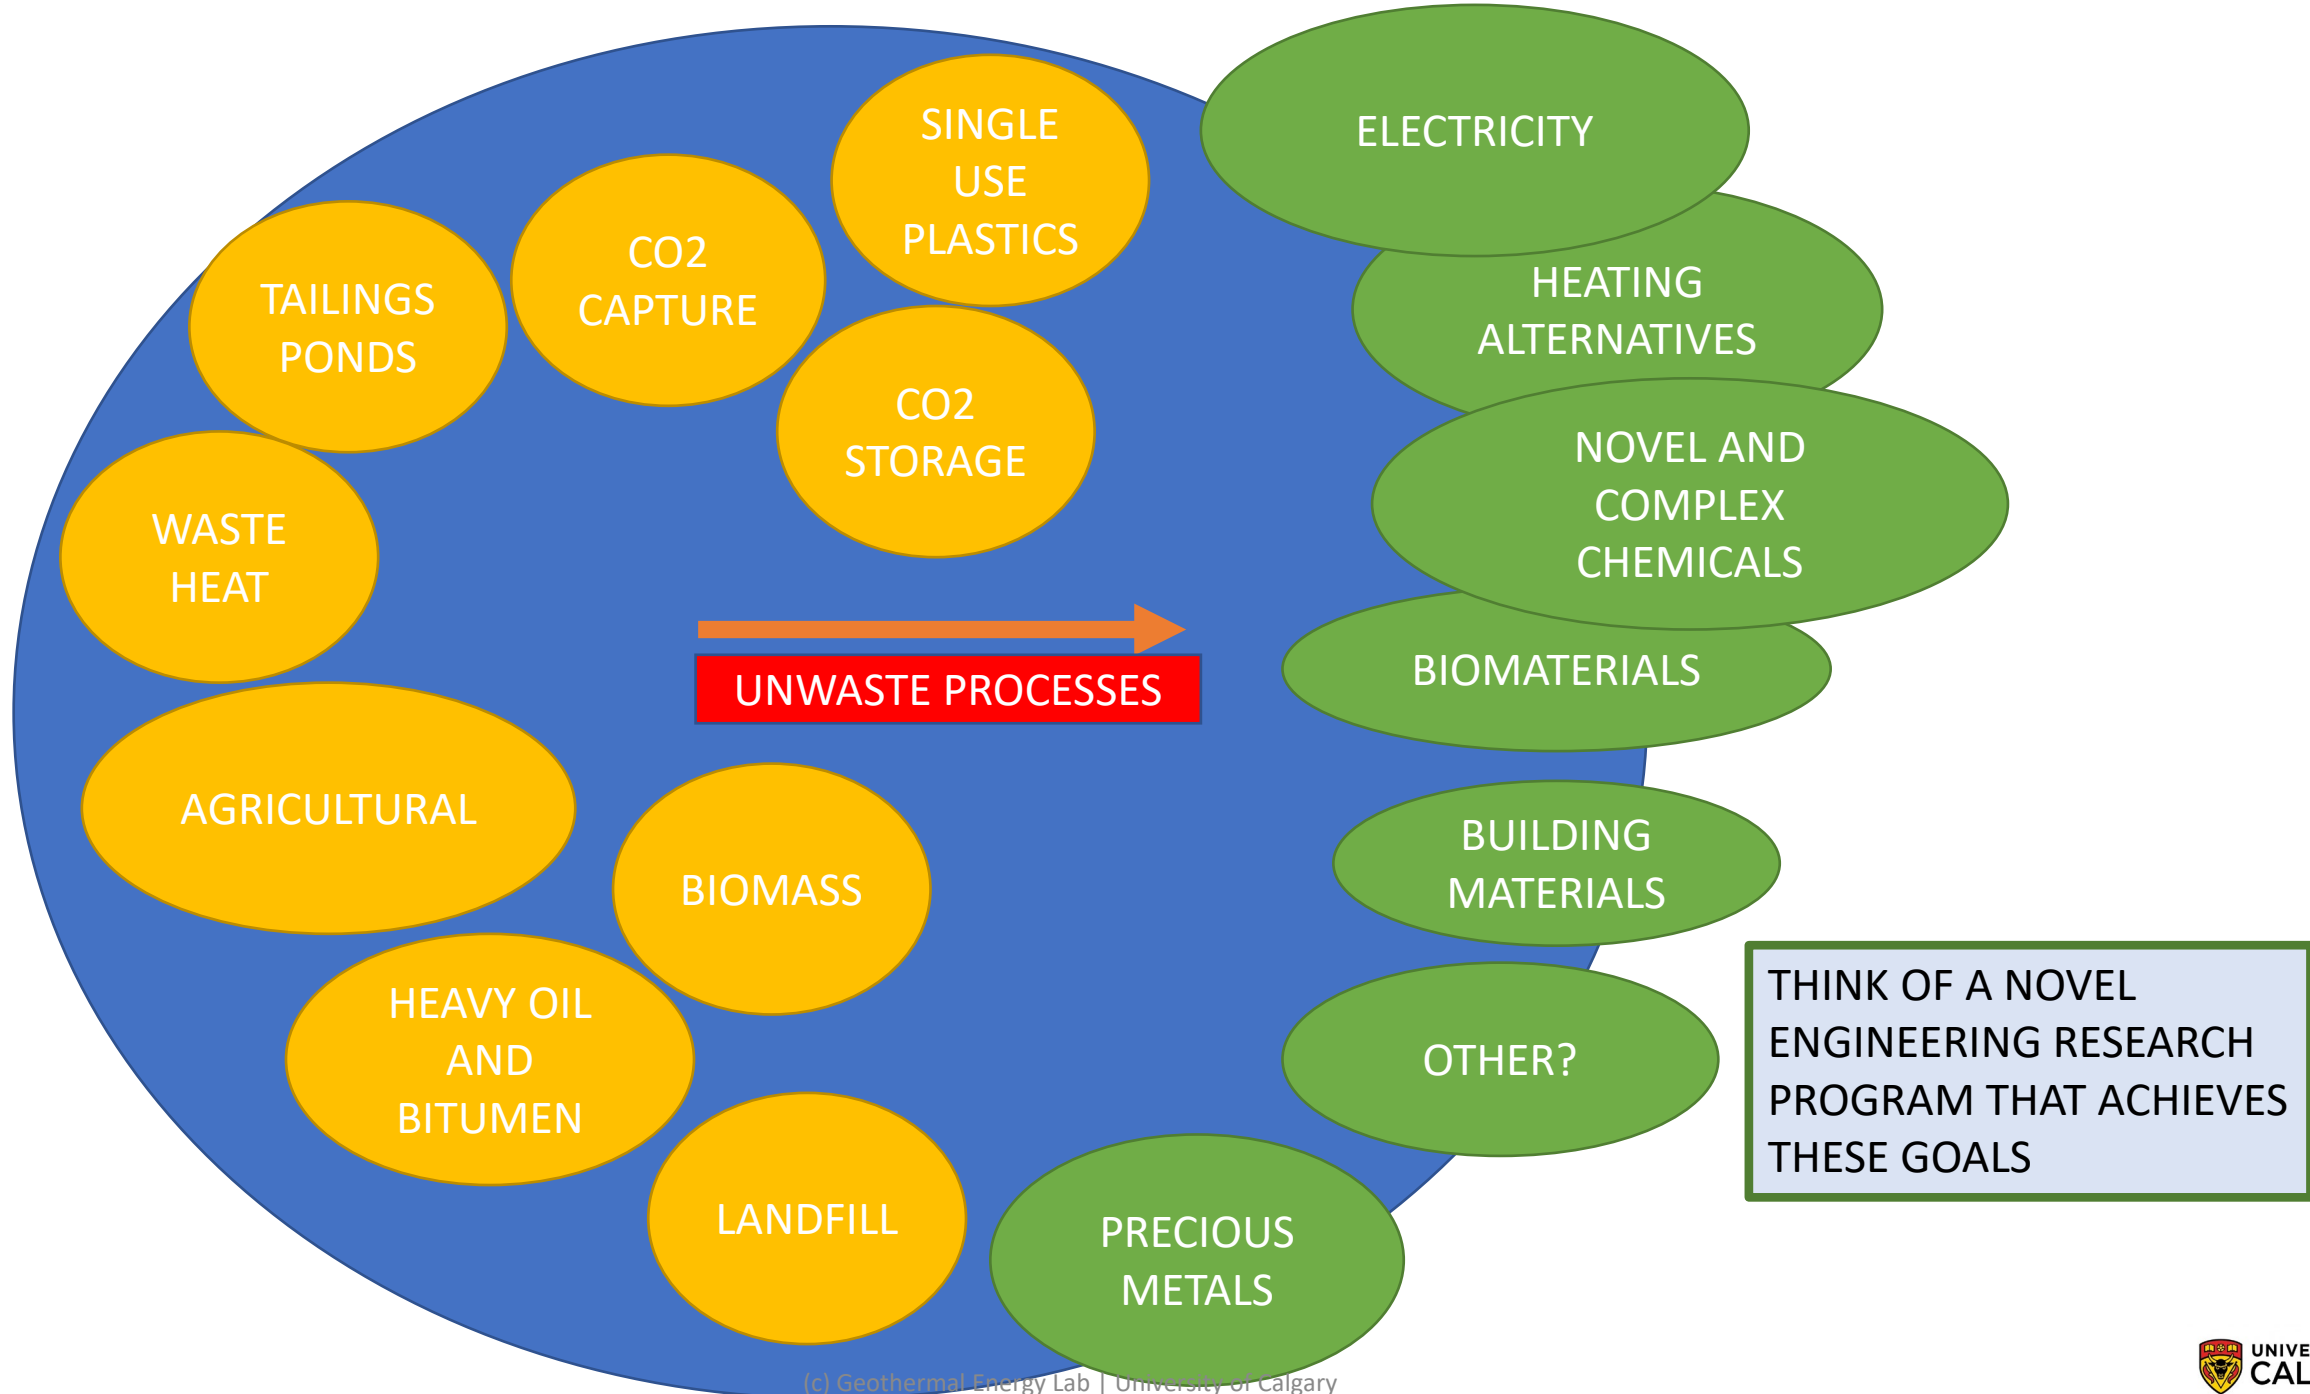 SINGLE
USE
PLASTICS
ELECTRICITY
CO2
CAPTURE
TAILINGS
PONDS
HEATING
ALTERNATIVES
CO2
STORAGE
NOVEL AND
COMPLEX
CHEMICALS
WASTE
HEAT
UNWASTE PROCESSES
BIOMATERIALS
AGRICULTURAL
BIOMASS
BUILDING
MATERIALS
HEAVY OIL
AND
BITUMEN
OTHER?
THINK OF A NOVEL
ENGINEERING RESEARCH
PROGRAM THAT ACHIEVES
THESE GOALS
LANDFILL
PRECIOUS
METALS
(c) Geothermal Energy Lab | University of Calgary
UNIVE
CAL